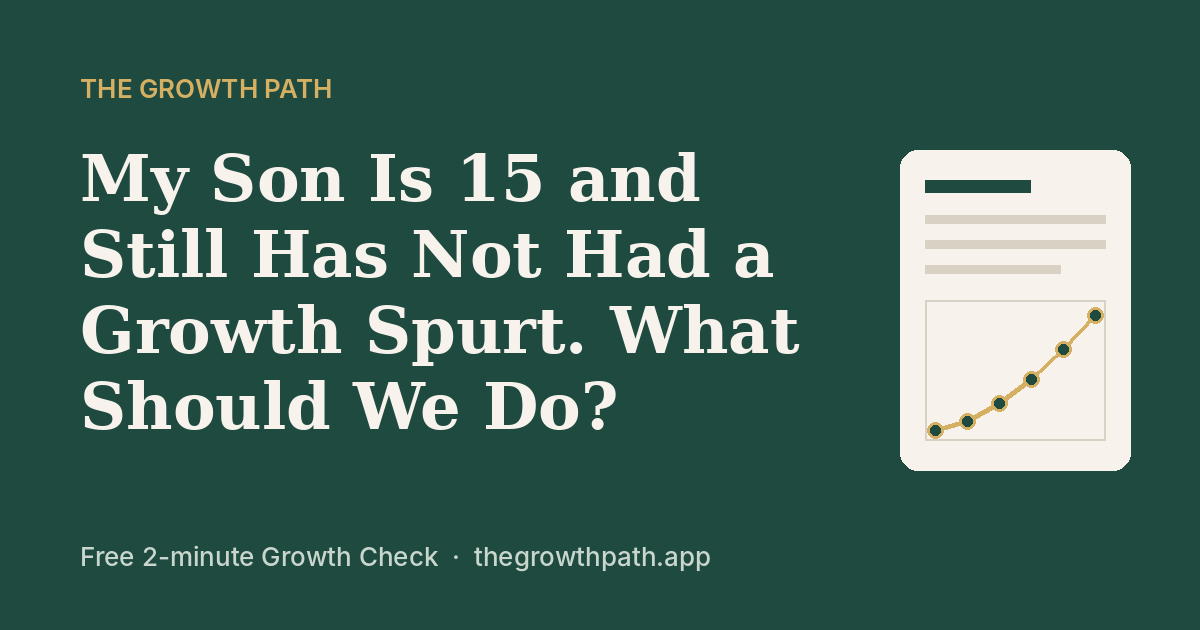 THE GROWTH PATH
My Son Is 15 and
Still Has Not Had a
Growth Spurt. What
Should We Do?
Free 2-minute Growth Check · thegrowthpath.app